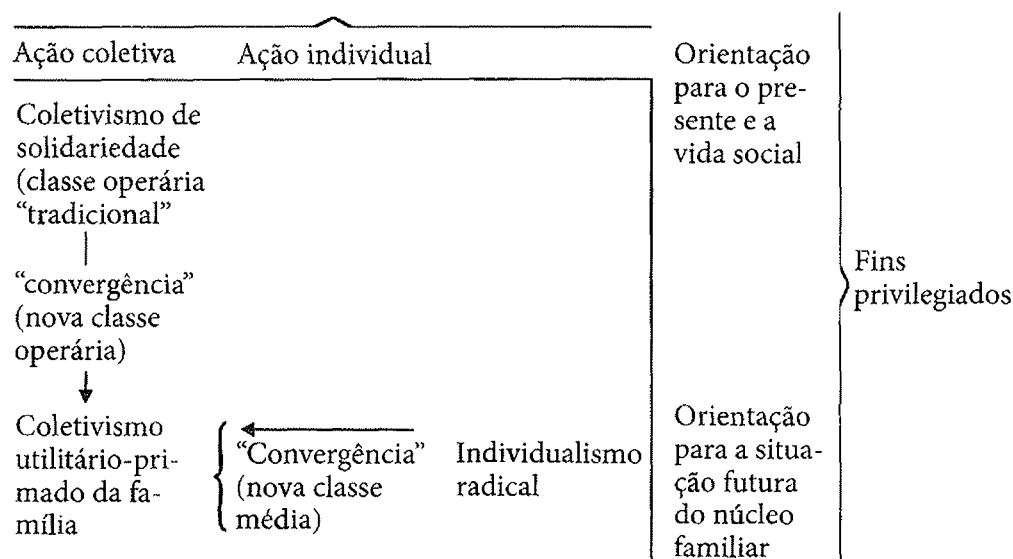 Ação coletiva
Ação individual
Orientação
para o pre-
sente e a
vida social
Coletivismo de
solidariedade
(classe operária
“tradicional”
“convergência”
(nova classe
operária)
Fins
privilegiados
Coletivismo
utilitário-pri-
mado da fa-
mília
“Convergência”
(nova classe
média)
Individualismo
radical
Orientação
para a situa-
ção futura
do núcleo
familiar